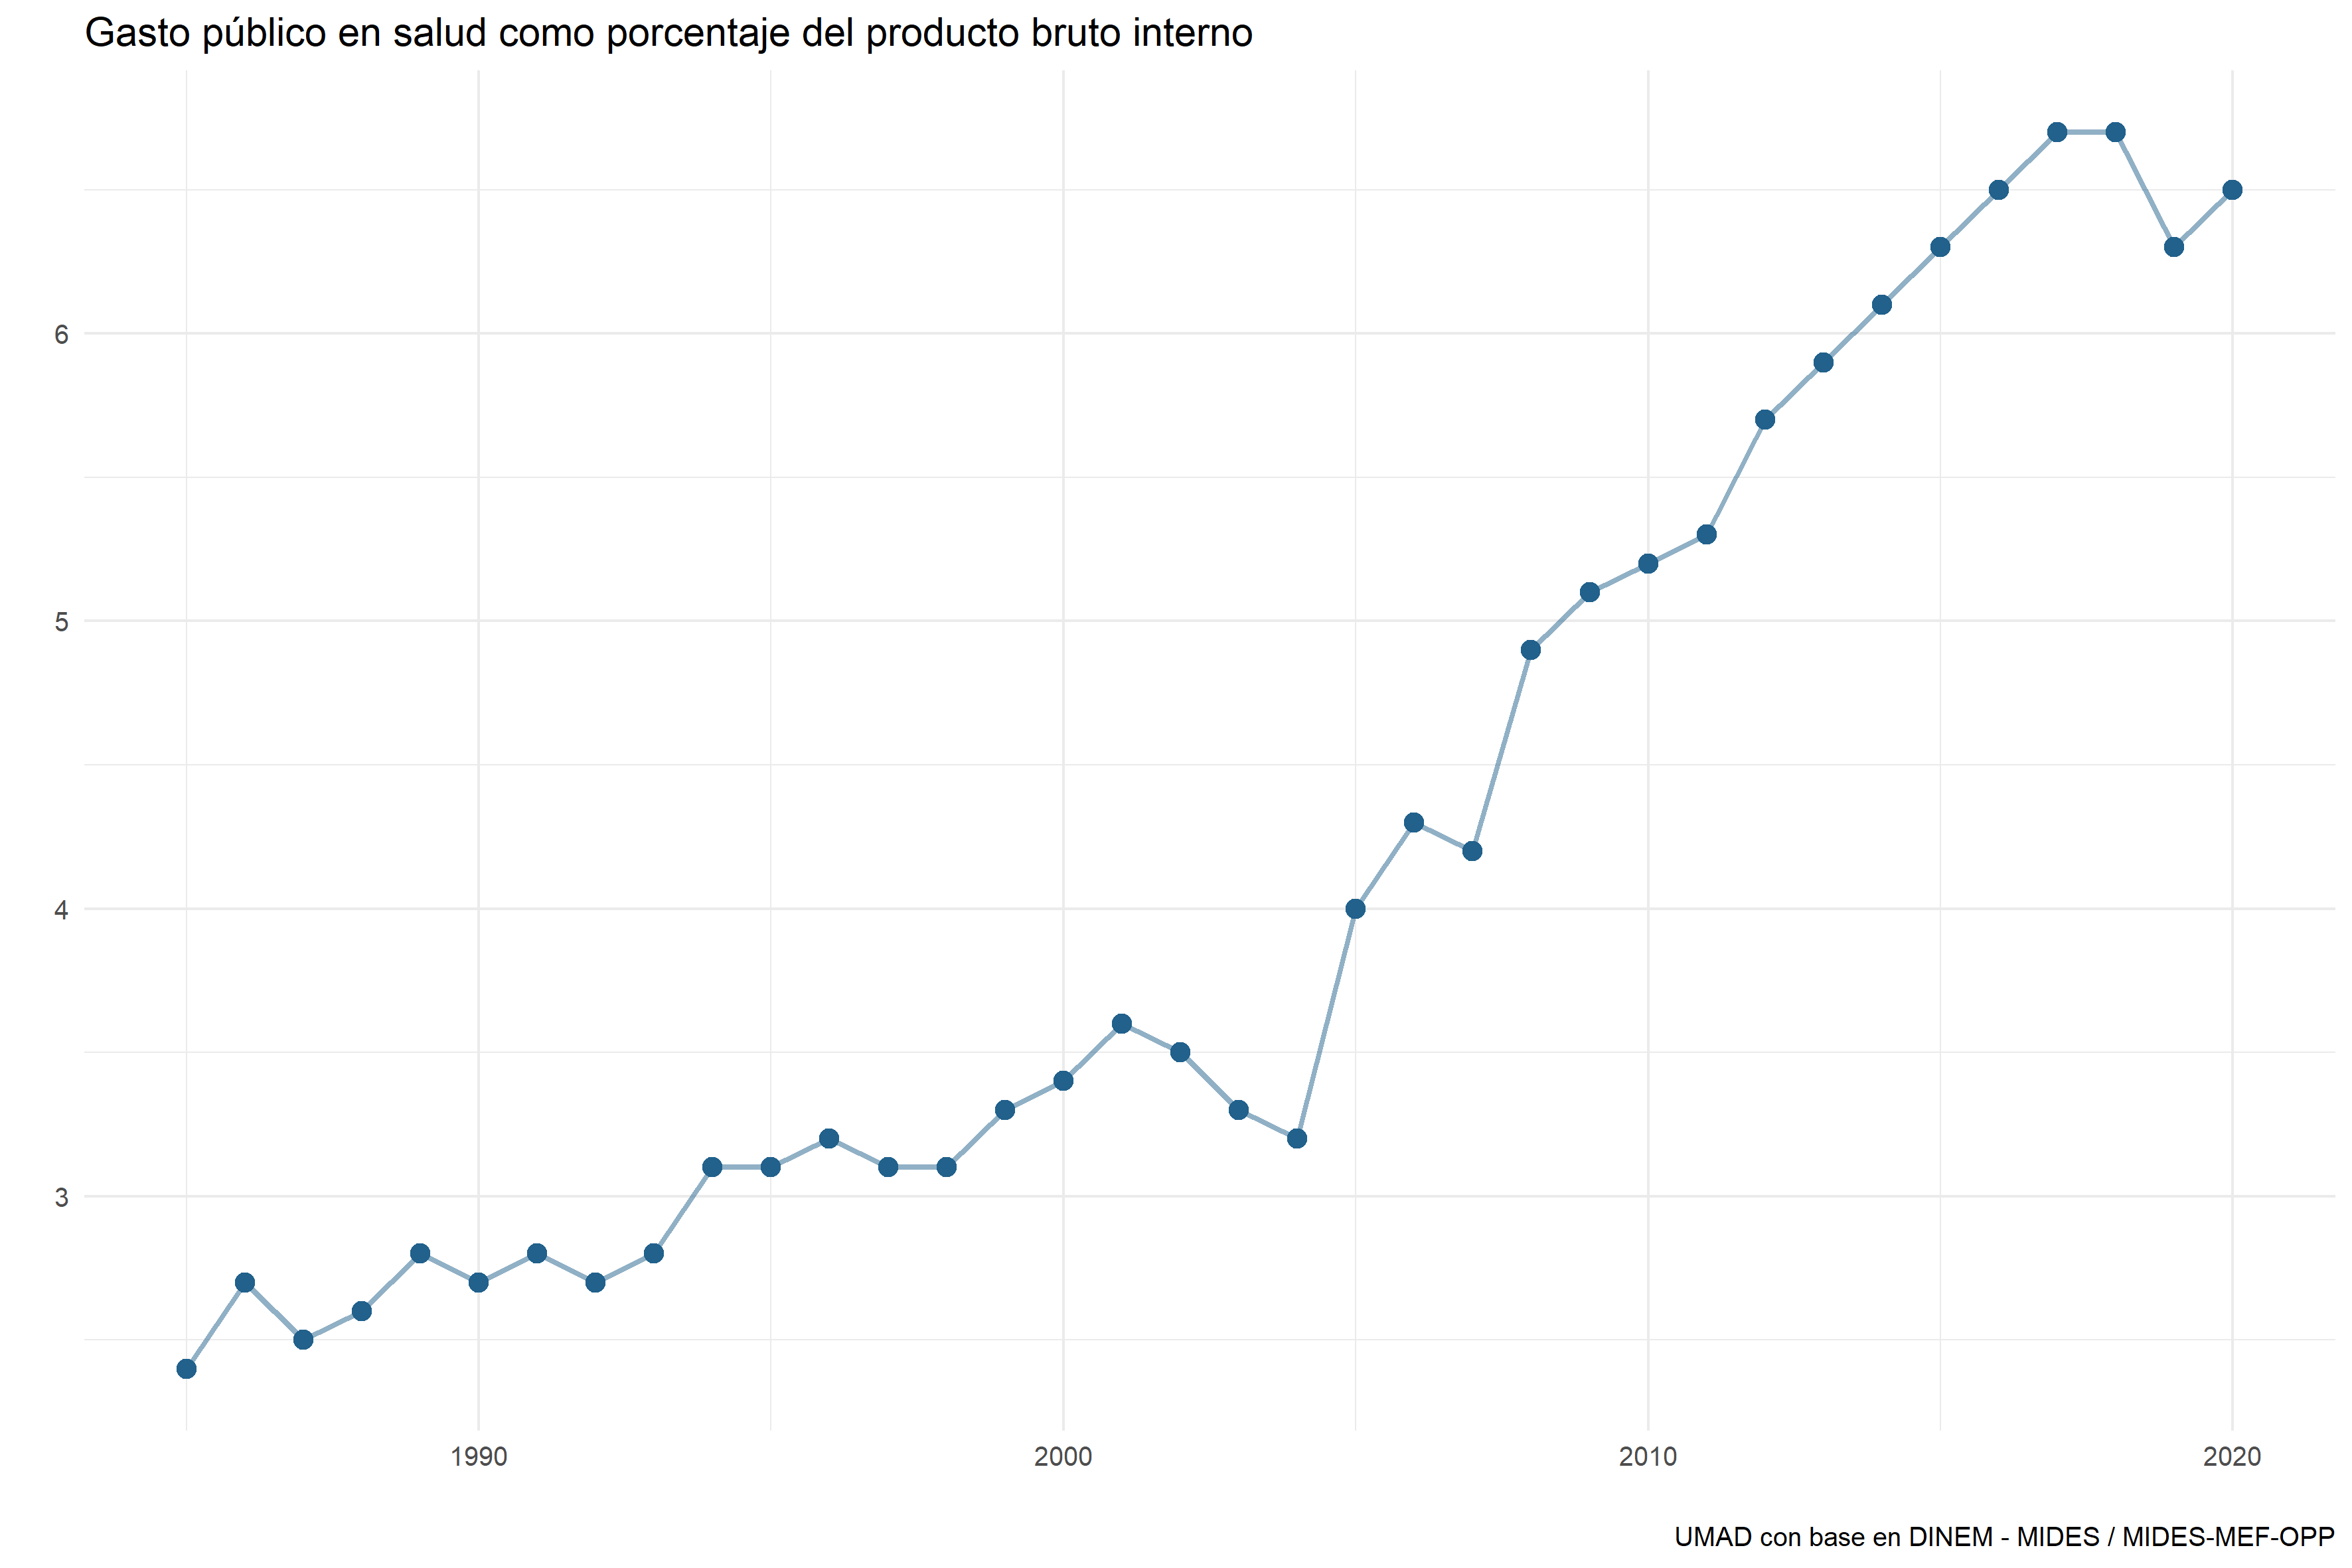 Gasto público en salud como porcentaje del producto bruto interno
6
5
4
3
1990 2000 2010 2020
UMAD con base en DINEM - MIDES / MIDES-MEF-OPP